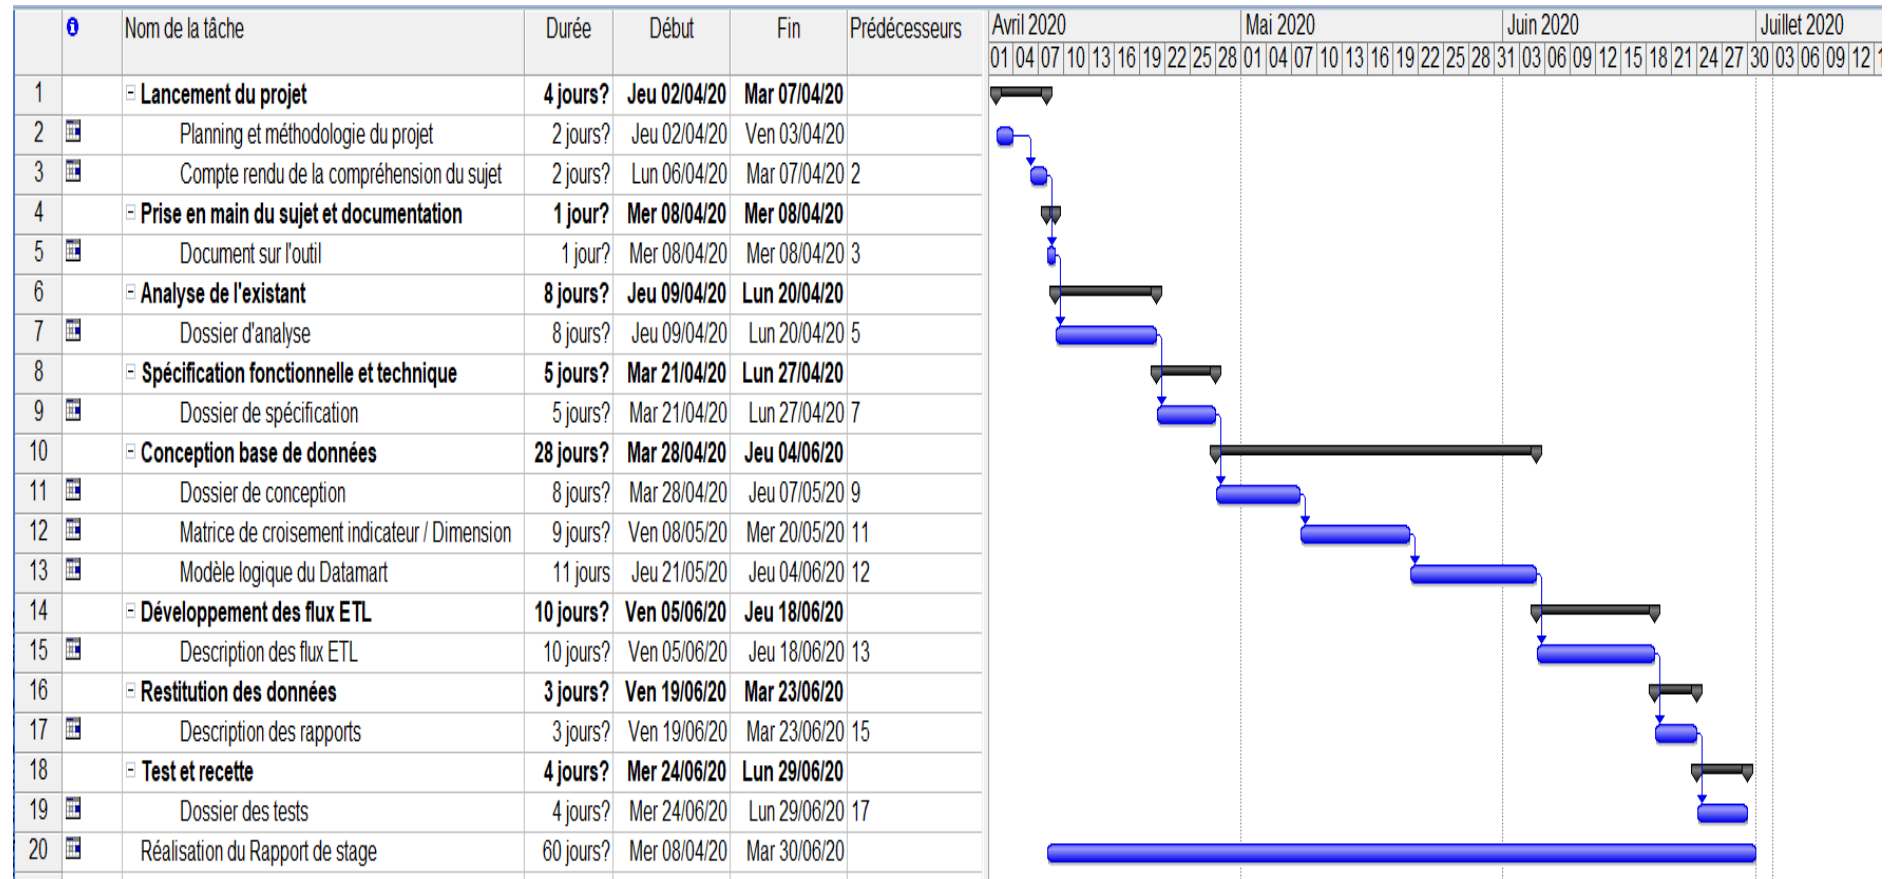 Nom de la tâche Durée Début Fin Prédécesseurs Avril 2020 Mai 2020 Juin 2020 Juillet 2020
01 04 07 10 13 16 19 22 25 28 01 04 07 10 13 16 19 22 25 28 31 03 06 09 12 15 18 21 24 27 30 03 06 09 12
1 Lancement du projet 4 jours? Jeu 02/04/20 Mar 07/04/20
2 Planning et méthodologie du projet 2 jours? Jeu 02/04/20 Ven 03/04/20
3 Compte rendu de la compréhension du sujet 2 jours? Lun 06/04/20 Mar 07/04/20 2
4 Prise en main du sujet et documentation 1 jour? Mer 08/04/20 Mer 08/04/20
5 Document sur l'outil 1 jour? Mer 08/04/20 Mer 08/04/20 3
6 Analyse de l'existant 8 jours? Jeu 09/04/20 Lun 20/04/20
7 Dossier d'analyse 8 jours? Jeu 09/04/20 Lun 20/04/20 5
8 Spécification fonctionnelle et technique 5 jours? Mar 21/04/20 Lun 27/04/20
9 Dossier de spécification 5 jours? Mar 21/04/20 Lun 27/04/20 7
10 Conception base de données 28 jours? Mar 28/04/20 Jeu 04/06/20
11 Dossier de conception 8 jours? Mar 28/04/20 Jeu 07/05/20 9
12 Matrice de croisement indicateur / Dimension 9 jours? Ven 08/05/20 Mer 20/05/20 11
13 Modèle logique du Datamart 11 jours Jeu 21/05/20 Jeu 04/06/20 12
14 Développement des flux ETL 10 jours? Ven 05/06/20 Jeu 18/06/20
15 Description des flux ETL 10 jours? Ven 05/06/20 Jeu 18/06/20 13
16 Restitution des données 3 jours? Ven 19/06/20 Mar 23/06/20
17 Description des rapports 3 jours? Ven 19/06/20 Mar 23/06/20 15
18 Test et recette 4 jours? Mer 24/06/20 Lun 29/06/20
19 Dossier des tests 4 jours? Mer 24/06/20 Lun 29/06/20 17
20 Réalisation du Rapport de stage 60 jours? Mer 08/04/20 Mar 30/06/20